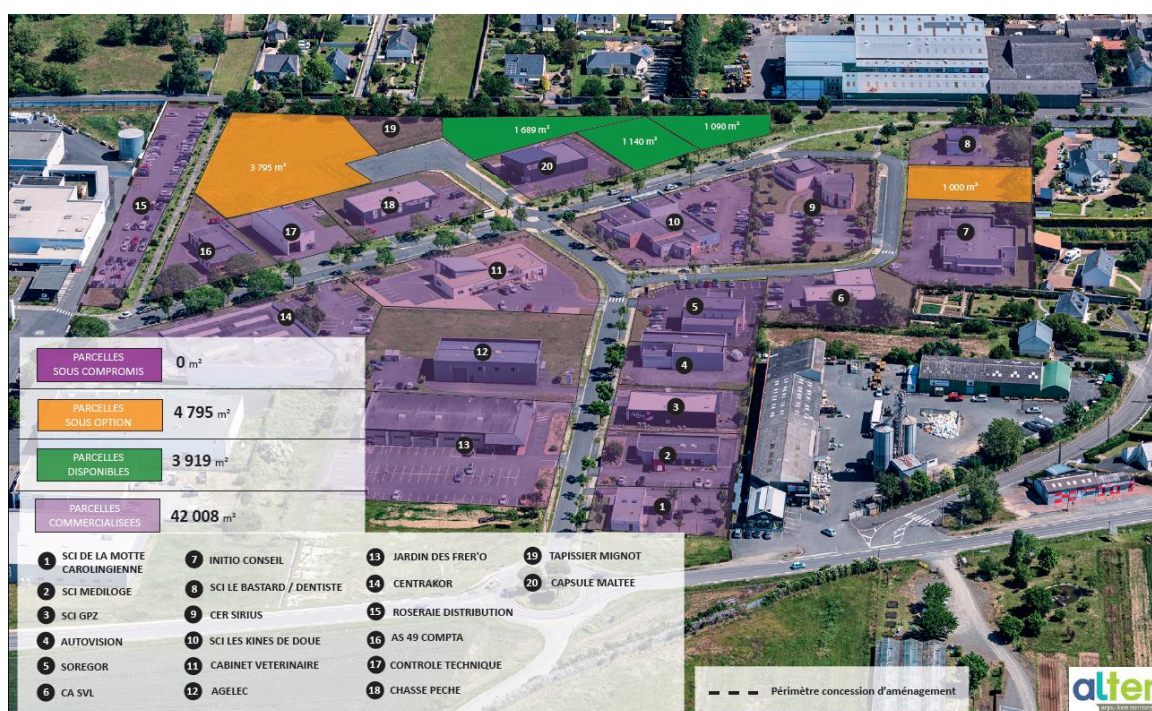 1 689 m²
1 090 m²
1 140 m²
3 795 m²
1 000 m²
19
20
8
15
18
10
9
7
16
17
11
6
5
14
12
4
3
13
2
1
PARCELLES
SOUS COMPROMIS
0 m²
PARCELLES
SOUS OPTION
4 795 m²
PARCELLES
DISPONIBLES
3 919 m²
PARCELLES
COMMERCIALISEES
42 008 m²
1 SCI DE LA MOTTE
CAROLINGIENNE
2 SCI MEDILOGE
3 SCI GPZ
4 AUTOVISION
5 SOREGOR
6 CA SVL
7 INITIO CONSEIL
8 SCI LE BASTARD / DENTISTE
9 CER SIRIUS
10 SCI LES KINES DE DOUE
11 CABINET VETERINAIRE
12 AGELEC
13 JARDIN DES FRER'O
14 CENTRAKOR
15 ROSERAIE DISTRIBUTION
16 AS 49 COMPTA
17 CONTROLE TECHNIQUE
18 CHASSE PECHE
19 TAPISSIER MIGNOT
20 CAPSULE MALTEE
Périmètre concession d'aménagement
alter
anjou loire territoire